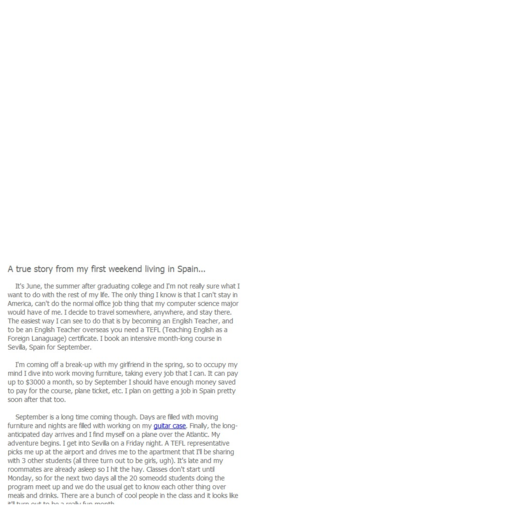 A true story from my first weekend living in Spain...
It's June, the summer after graduating college and I'm not really sure what I
want to do with the rest of my life. The only thing I know is that I can't stay in
America, can't do the normal office job thing that my computer science major
would have of me. I decide to travel somewhere, anywhere, and stay there.
The easiest way I can see to do that is by becoming an English Teacher, and
to be an English Teacher overseas you need a TEFL (Teaching English as a
Foreign Lanaguage) certificate. I book an intensive month-long course in
Sevilla, Spain for September.
I'm coming off a break-up with my girlfriend in the spring, so to occupy my
mind I dive into work moving furniture, taking every job that I can. It can pay
up to $3000 a month, so by September I should have enough money saved
to pay for the course, plane ticket, etc. I plan on getting a job in Spain pretty
soon after that too.
September is a long time coming though. Days are filled with moving
furniture and nights are filled with working on my guitar case. Finally, the long-
anticipated day arrives and I find myself on a plane over the Atlantic. My
adventure begins. I get into Sevilla on a Friday night. A TEFL representative
picks me up at the airport and drives me to the apartment that I'll be sharing
with 3 other students (all three turn out to be girls, ugh). It's late and my
roommates are already asleep so I hit the hay. Classes don't start until
Monday, so for the next two days all the 20 someodd students doing the
program meet up and we do the usual get to know each other thing over
meals and drinks. There are a bunch of cool people in the class and it looks like
it'll turn out to be a really fun month.